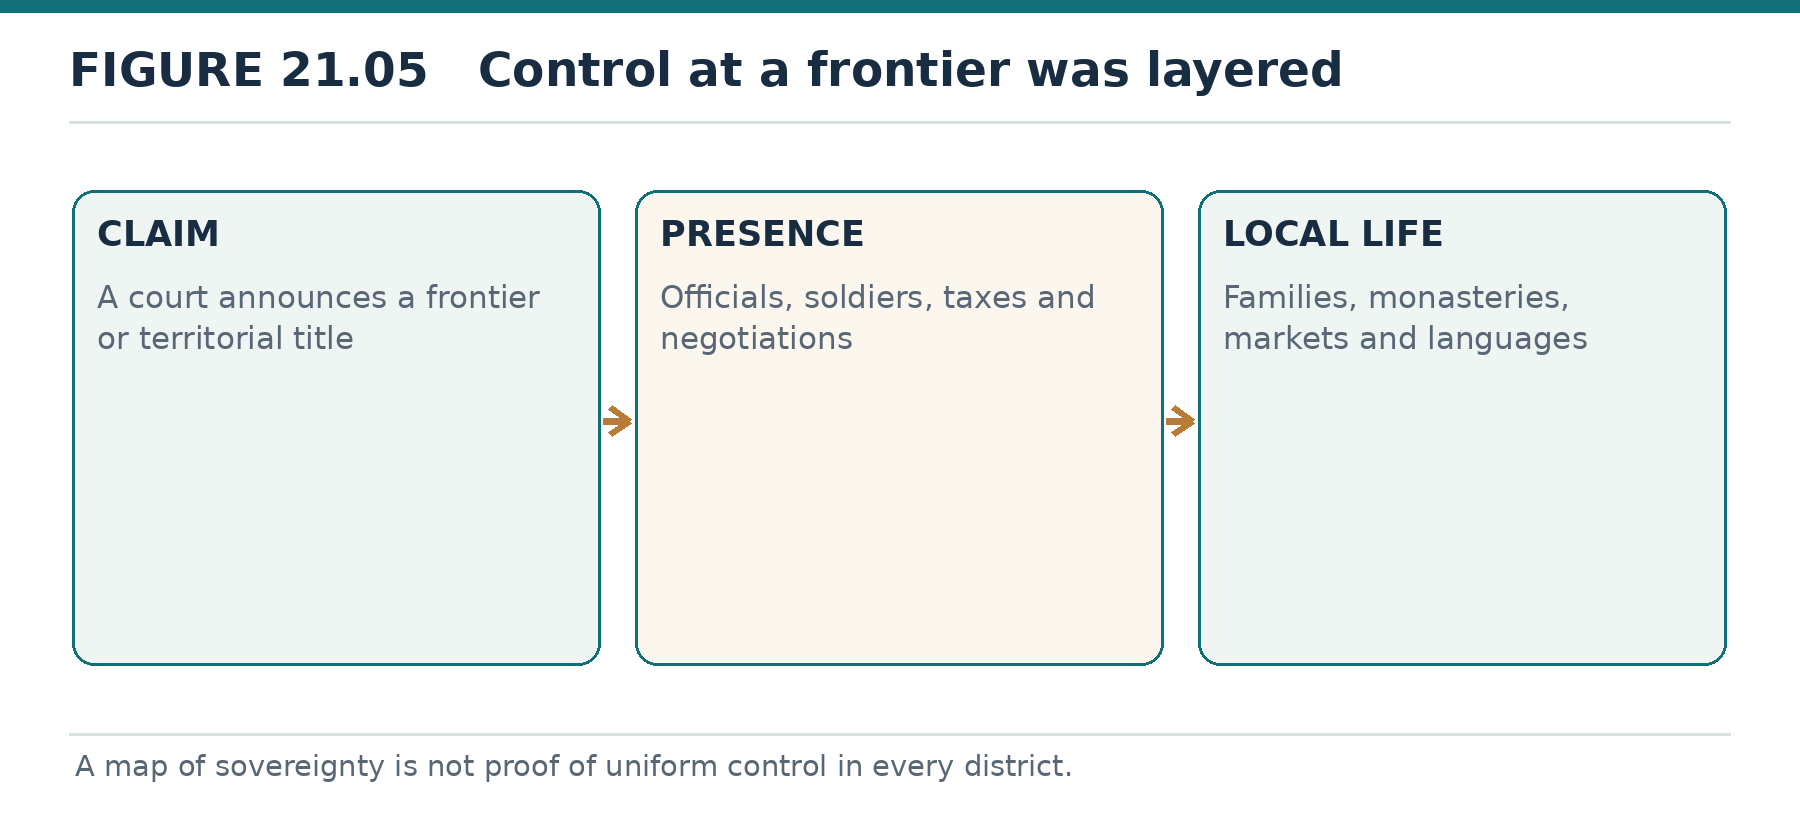 FIGURE 21.05 Control at a frontier was layered
CLAIM
A court announces a frontier
or territorial title
PRESENCE
Officials, soldiers, taxes and
negotiations
LOCAL LIFE
Families, monasteries,
markets and languages
A map of sovereignty is not proof of uniform control in every district.